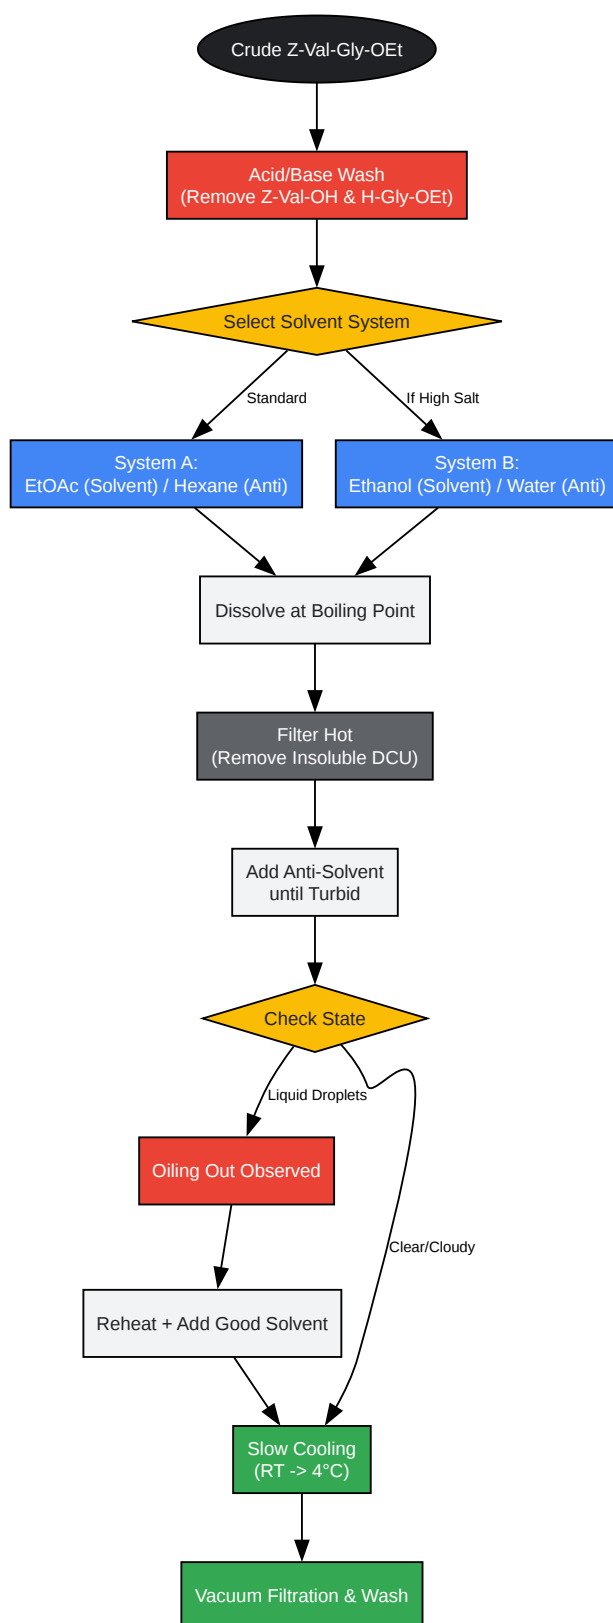 Crude Z-Val-Gly-OEt
Acid/Base Wash
(Remove Z-Val-OH & H-Gly-OEt)
Select Solvent System
Standard
If High Salt
System A:
EtOAc (Solvent) / Hexane (Anti)
System B:
Ethanol (Solvent) / Water (Anti)
Dissolve at Boiling Point
Filter Hot
(Remove Insoluble DCU)
Add Anti-Solvent
until Turbid
Check State
Liquid Droplets
Oiling Out Observed
Clear/Cloudy
Reheat + Add Good Solvent
Slow Cooling
(RT -> 4°C)
Vacuum Filtration & Wash